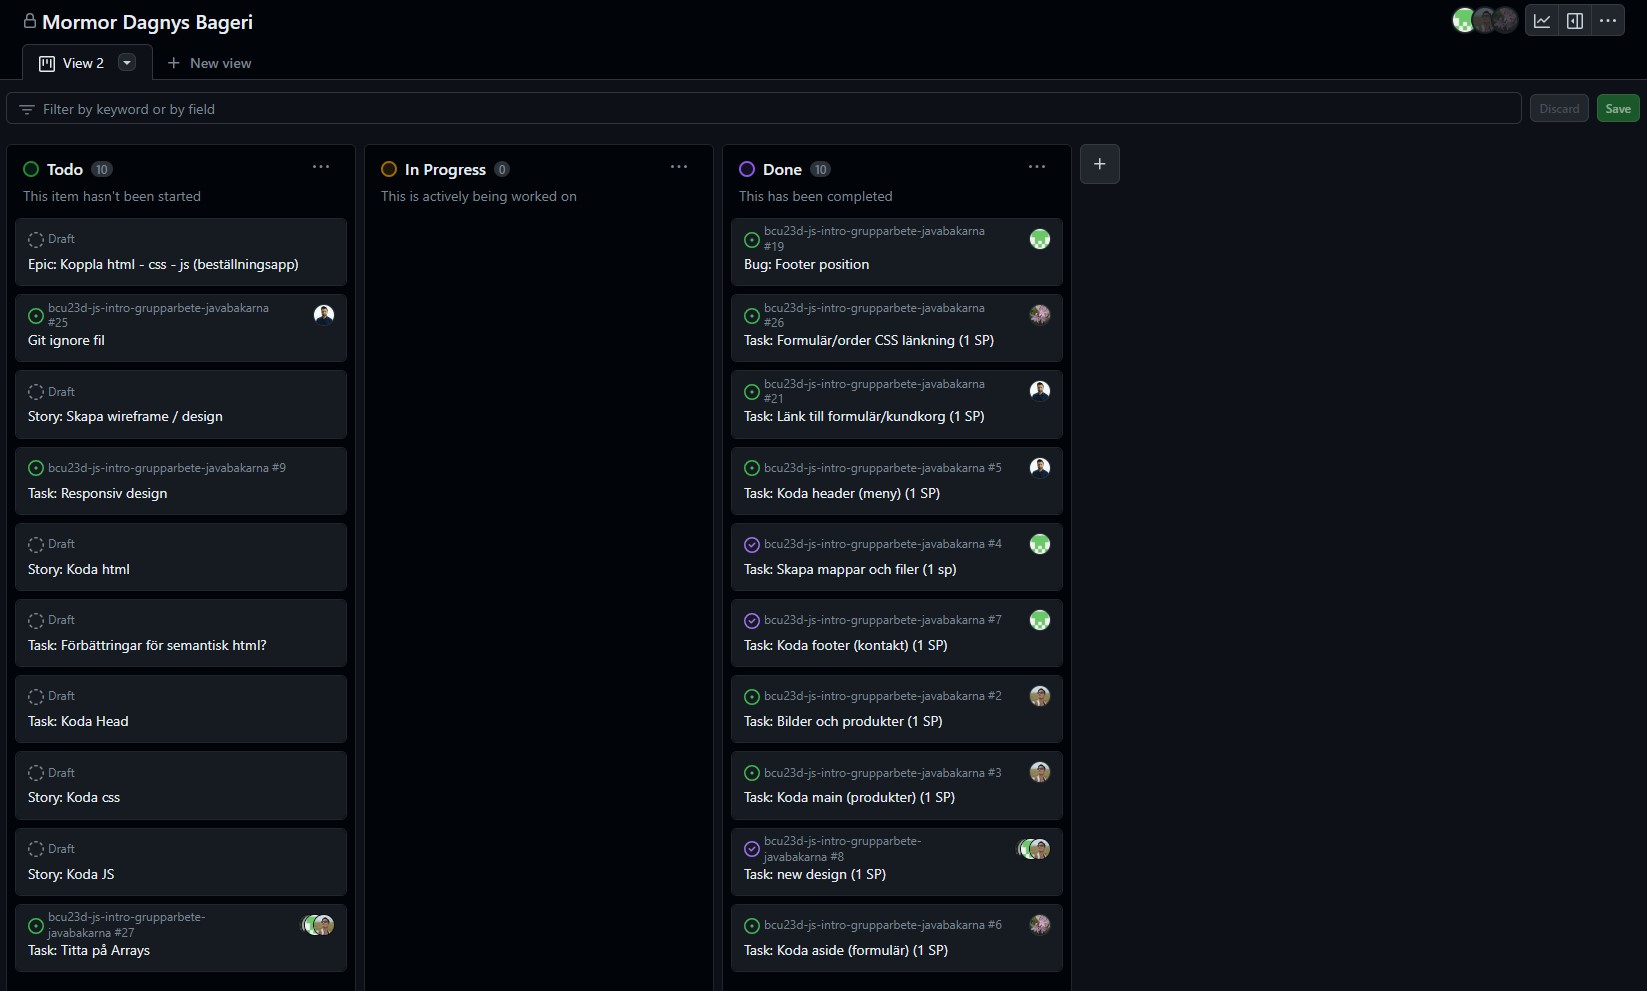 Mormor Dagnys Bageri
View 2
New view
Filter by keyword or by field
Discard
Save
Todo 10
This item hasn't been started
Draft
Epic: Koppla html - css - js (beställningsapp)
bcu23d-js-intro-grupparbete-javabakarna
#25
Git ignore fil
Draft
Story: Skapa wireframe / design
bcu23d-js-intro-grupparbete-javabakarna #9
Task: Responsiv design
Draft
Story: Koda html
Draft
Task: Förbättringar för semantisk html?
Draft
Task: Koda Head
Draft
Story: Koda css
Draft
Story: Koda JS
bcu23d-js-intro-grupparbete-
javabakarna #27
Task: Titta på Arrays
In Progress 0
This is actively being worked on
Done 10
This has been completed
bcu23d-js-intro-grupparbete-javabakarna
#19
Bug: Footer position
bcu23d-js-intro-grupparbete-javabakarna
#26
Task: Formulär/order CSS länkning (1 SP)
bcu23d-js-intro-grupparbete-javabakarna
#21
Task: Länk till formulär/kundkorg (1 SP)
bcu23d-js-intro-grupparbete-javabakarna #5
Task: Koda header (meny) (1 SP)
bcu23d-js-intro-grupparbete-javabakarna #4
Task: Skapa mappar och filer (1 sp)
bcu23d-js-intro-grupparbete-javabakarna #7
Task: Koda footer (kontakt) (1 SP)
bcu23d-js-intro-grupparbete-javabakarna #2
Task: Bilder och produkter (1 SP)
bcu23d-js-intro-grupparbete-javabakarna #3
Task: Koda main (produkter) (1 SP)
bcu23d-js-intro-grupparbete-
javabakarna #8
Task: new design (1 SP)
bcu23d-js-intro-grupparbete-javabakarna #6
Task: Koda aside (formulär) (1 SP)